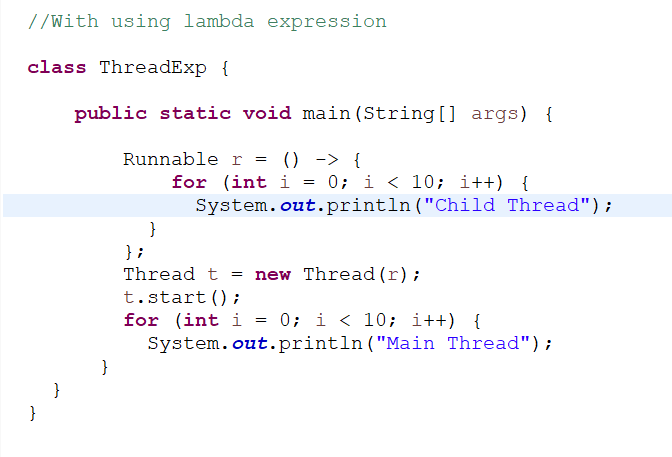 //With using lambda expression
class ThreadExp {
public static void main(String[] args) {
Runnable r = () -> {
for (int i = 0; i < 10; i++) {
System.out.println("Child Thread");
}
};
Thread t = new Thread(r);
t.start();
for (int i = 0; i < 10; i++) {
System.out.println("Main Thread");
}
}
}